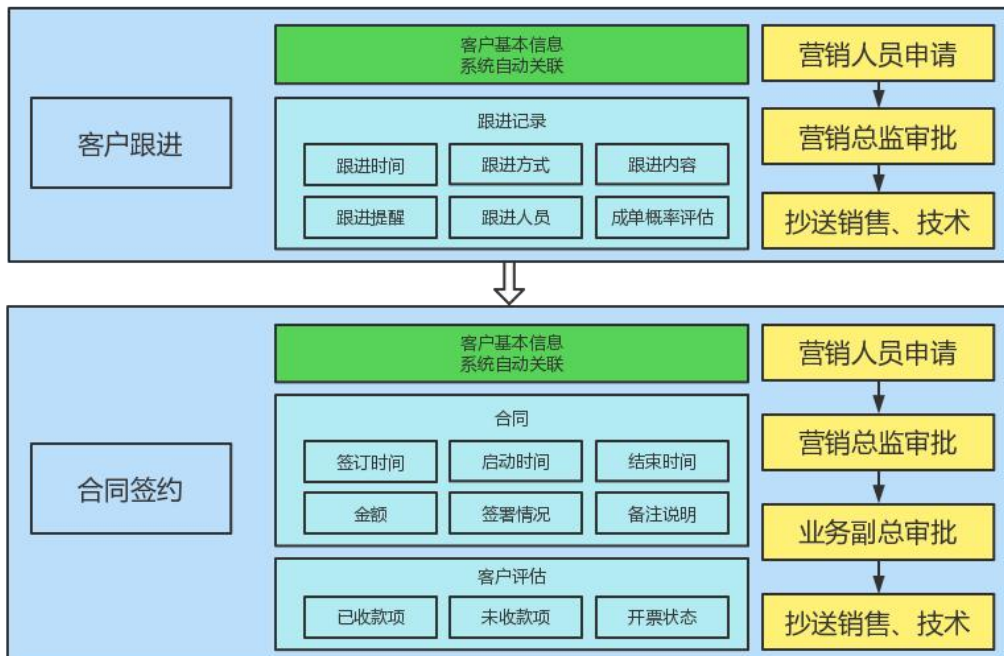 客户跟进
客户基本信息
系统自动关联
跟进记录
跟进时间
跟进方式
跟进内容
跟进提醒
跟进人员
成单概率评估
营销人员申请
营销总监审批
抄送销售、技术
合同签约
客户基本信息
系统自动关联
合同
签订时间
启动时间
结束时间
金额
签署情况
备注说明
客户评估
已收款项
未收款项
开票状态
营销人员申请
营销总监审批
业务副总审批
抄送销售、技术